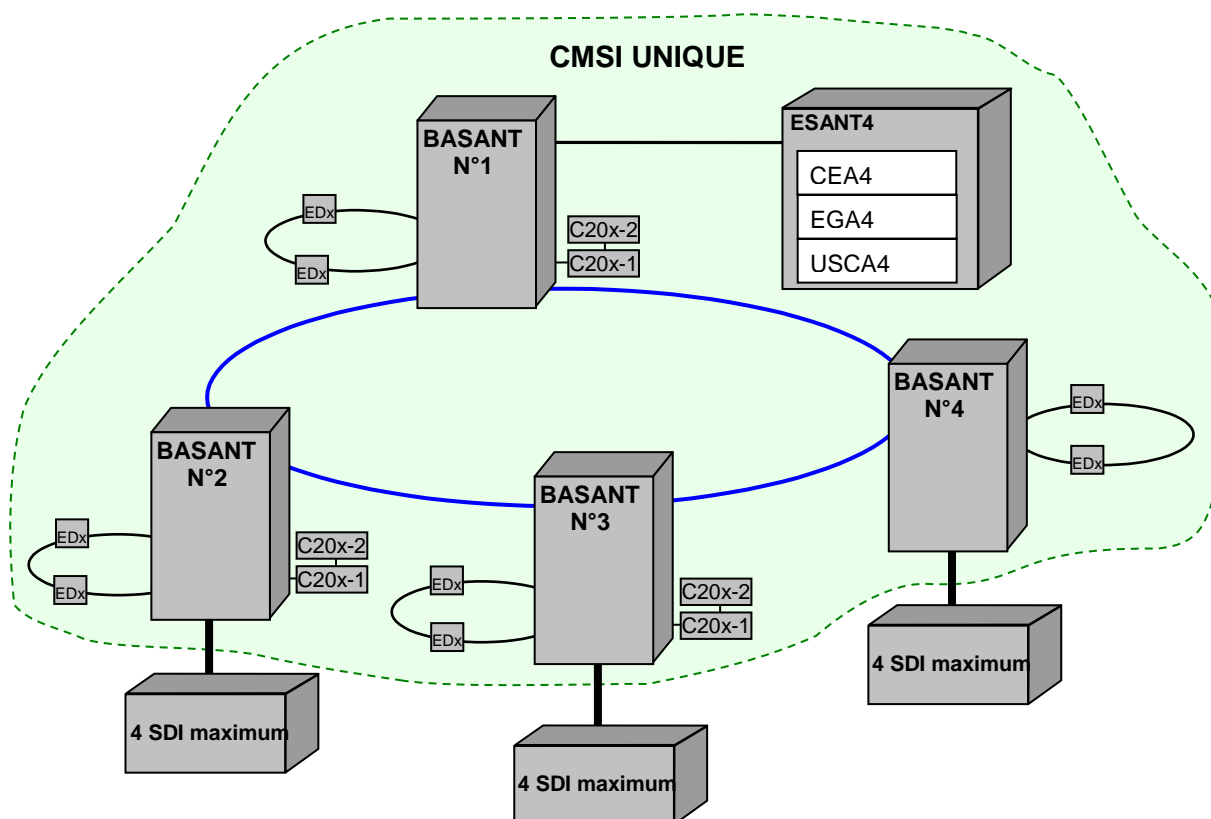 CMSI UNIQUE
BASANT
N°1
ESANT4
CEA4
EGA4
USCA4
EDx
EDx
C20x-2
C20x-1
BASANT
N°4
EDx
EDx
BASANT
N°2
BASANT
N°3
EDx
EDx
C20x-2
C20x-1
EDx
EDx
C20x-2
C20x-1
4 SDI maximum
4 SDI maximum
4 SDI maximum